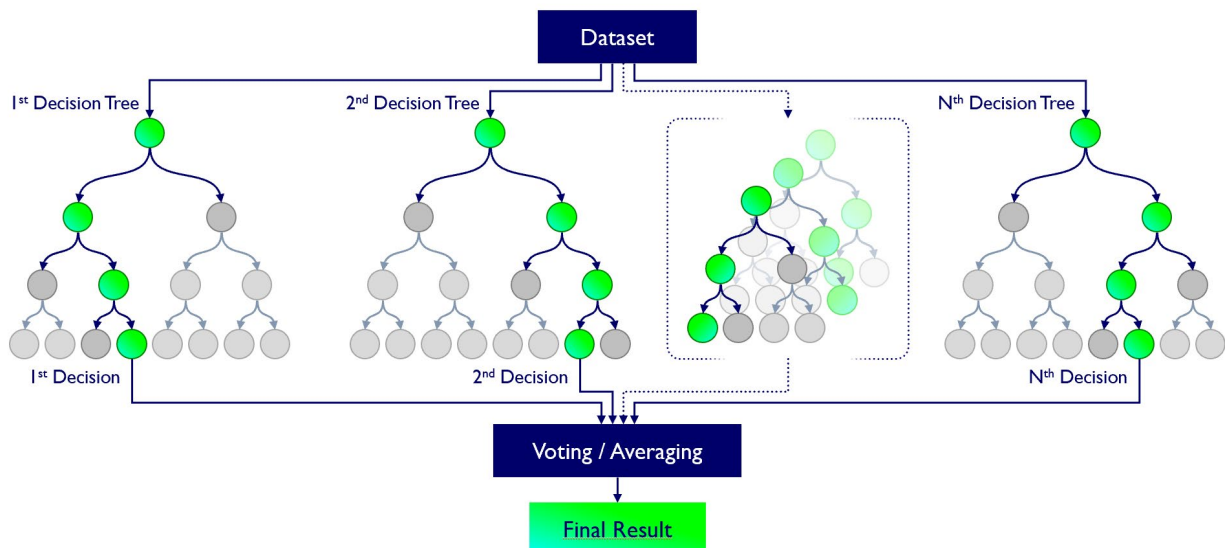 Dataset
1st Decision Tree
2nd Decision Tree
Nth Decision Tree
1st Decision
2nd Decision
Nth Decision
Voting / Averaging
Final Result